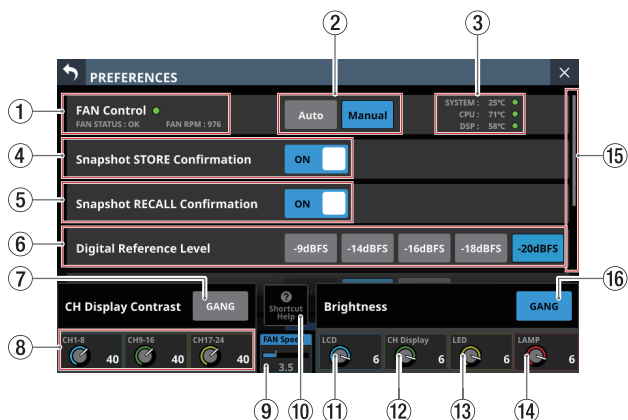 ② ③
PREFERENCES ×
① FAN Control Auto Manual SYSTEM : 25°C
FAN STATUS : OK FAN RPM : 976 CPU : 71°C
DSP : 58°C
④ Snapshot STORE Confirmation ON ⑮
⑤ Snapshot RECALL Confirmation ON
⑥ Digital Reference Level -9dBFS -14dBFS -16dBFS -18dBFS -20dBFS
⑦ ⑯
CH Display Contrast GANG ? Shortcut Help Brightness GANG
⑧ CH1-8 CH9-16 CH17-24 FAN Speed LCD CH Display LED LAMP
40 40 40 3.5 6 6 6 6
⑨ ⑩ ⑪ ⑫ ⑬ ⑭